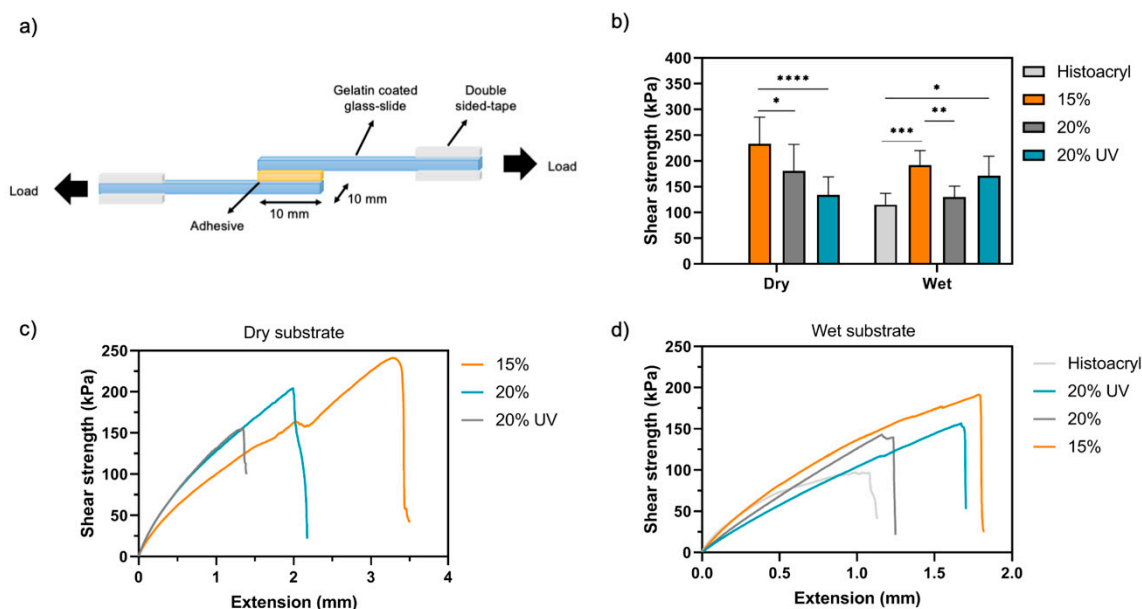 a)
Gelatin coated
glass-slide
Double
sided-tape
Load
Load
10 mm
10 mm
Adhesive
b)
Shear strength (kPa)
400
350
300
250
200
150
100
50
0
****
*
*
**
***
Dry
Wet
Histoacryl
15%
20%
20% UV
c)
Dry substrate
Shear strength (kPa)
250
200
150
100
50
0
0 1 2 3 4
Extension (mm)
15%
20%
20% UV
d)
Wet substrate
Shear strength (kPa)
250
200
150
100
50
0
0.0 0.5 1.0 1.5 2.0
Extension (mm)
Histoacryl
20% UV
20%
15%